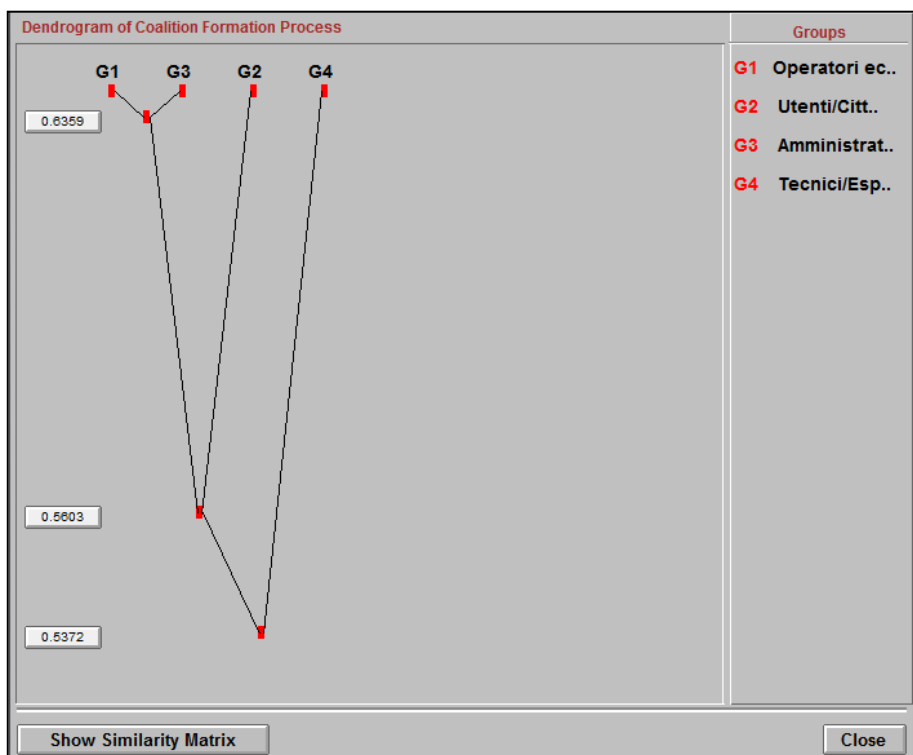 Dendrogram of Coalition Formation Process
G1 G3 G2 G4
0.6359
0.5603
0.5372
Groups
G1 Operatori ec..
G2 Utenti/Citt..
G3 Amministrat..
G4 Tecnici/Esp..
Show Similarity Matrix
Close